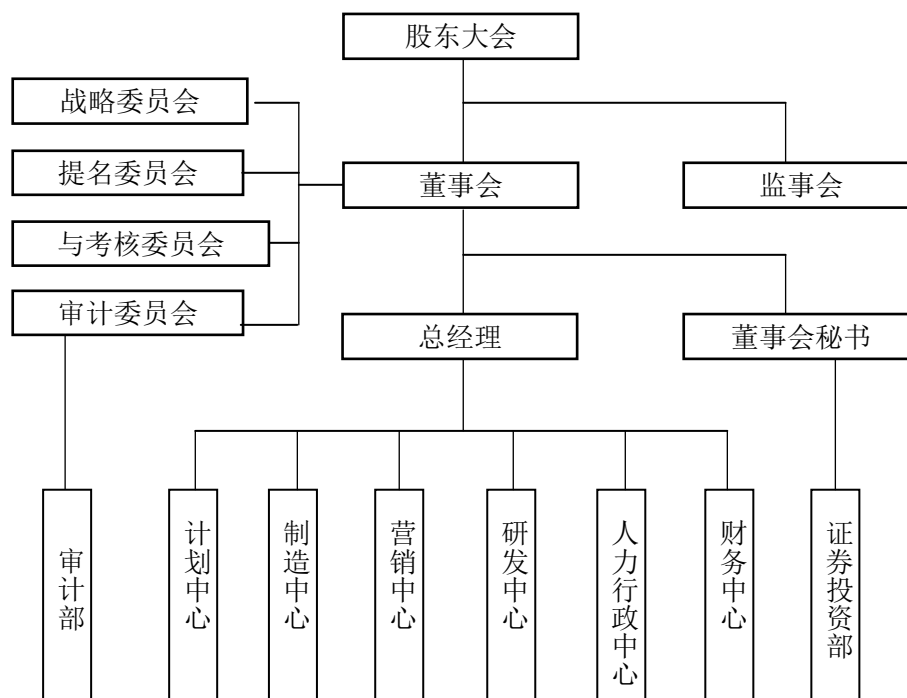 股东大会
战略委员会
提名委员会
董事会
监事会
与考核委员会
审计委员会
总经理
董事会秘书
审计部
计划中心
制造中心
营销中心
研发中心
人力行政中心
财务中心
证券投资部